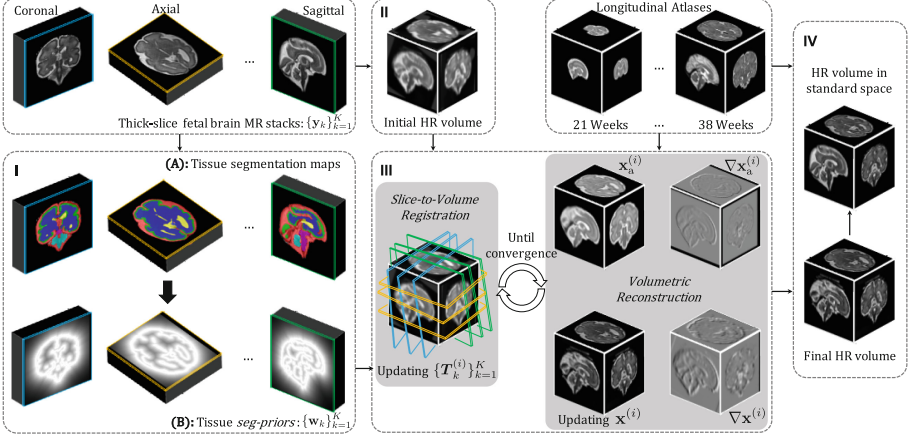 Coronal
Axial
Sagittal
...
Thick-slice fetal brain MR stacks: {y_k}_{k=1}^K
II
Initial HR volume
Longitudinal Atlases
...
21 Weeks
...
38 Weeks
IV
HR volume in
standard space
Final HR volume
I
(A): Tissue segmentation maps
...
...
(B): Tissue seg-priors: {w_k}_{k=1}^K
III
Slice-to-Volume
Registration
Updating {T_k^{(i)}}_{k=1}^K
Until
convergence
x_a^{(i)}
∇x_a^{(i)}
Volumetric
Reconstruction
Updating x^{(i)}
∇x^{(i)}